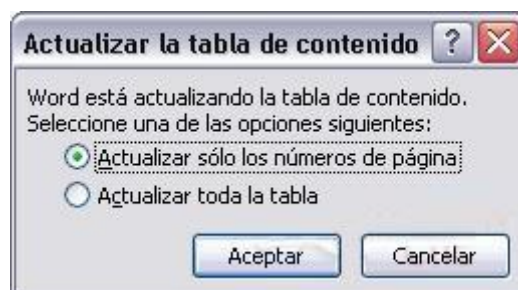 Actualizar la tabla de contenido ?
Word está actualizando la tabla de contenido.
Seleccione una de las opciones siguientes:
Actualizar sólo los números de página
Actualizar toda la tabla
Aceptar Cancelar